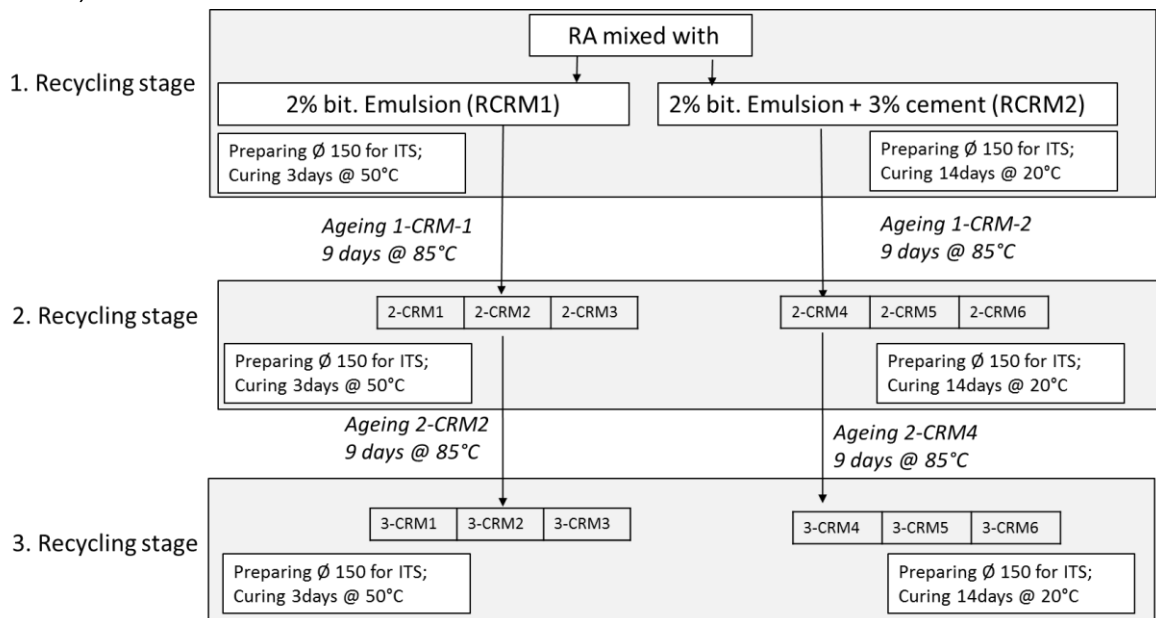 RA mixed with
1. Recycling stage
2% bit. Emulsion (RCRM1)
2% bit. Emulsion + 3% cement (RCRM2)
Preparing Ø 150 for ITS;
Curing 3days @ 50°C
Preparing Ø 150 for ITS;
Curing 14days @ 20°C
Ageing 1-CRM-1
9 days @ 85°C
Ageing 1-CRM-2
9 days @ 85°C
2. Recycling stage
2-CRM1 2-CRM2 2-CRM3
2-CRM4 2-CRM5 2-CRM6
Preparing Ø 150 for ITS;
Curing 3days @ 50°C
Preparing Ø 150 for ITS;
Curing 14days @ 20°C
Ageing 2-CRM2
9 days @ 85°C
Ageing 2-CRM4
9 days @ 85°C
3. Recycling stage
3-CRM1 3-CRM2 3-CRM3
3-CRM4 3-CRM5 3-CRM6
Preparing Ø 150 for ITS;
Curing 3days @ 50°C
Preparing Ø 150 for ITS;
Curing 14days @ 20°C